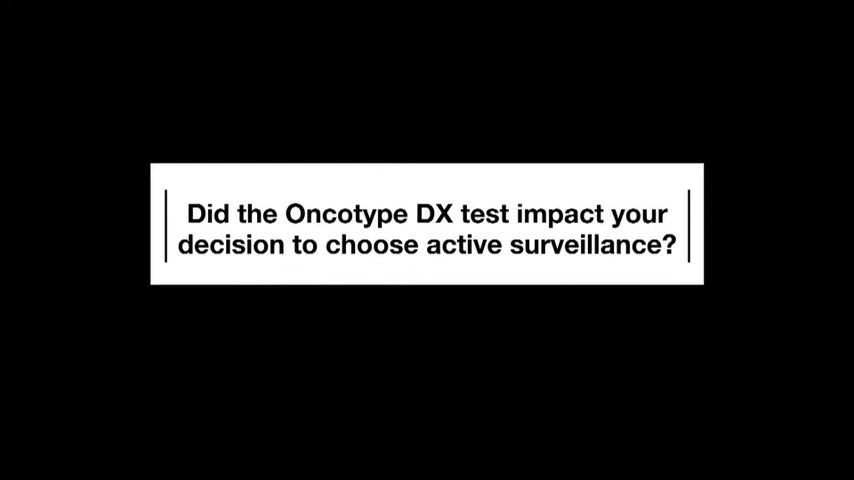 Did the Oncotype DX test impact your
decision to choose active surveillance?